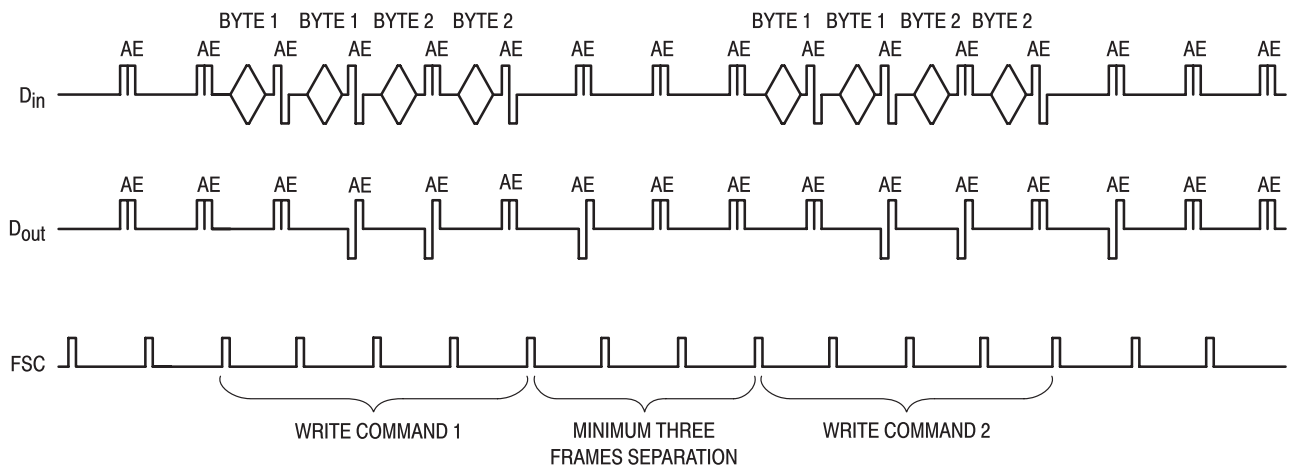 BYTE 1 BYTE 1 BYTE 2 BYTE 2 BYTE 1 BYTE 1 BYTE 2 BYTE 2
AE AE AE AE AE AE AE AE AE AE AE AE AE AE AE AE
Din
AE AE AE AE AE AE AE AE AE AE AE AE AE AE AE AE
Dout
FSC
WRITE COMMAND 1 MINIMUM THREE WRITE COMMAND 2
FRAMES SEPARATION